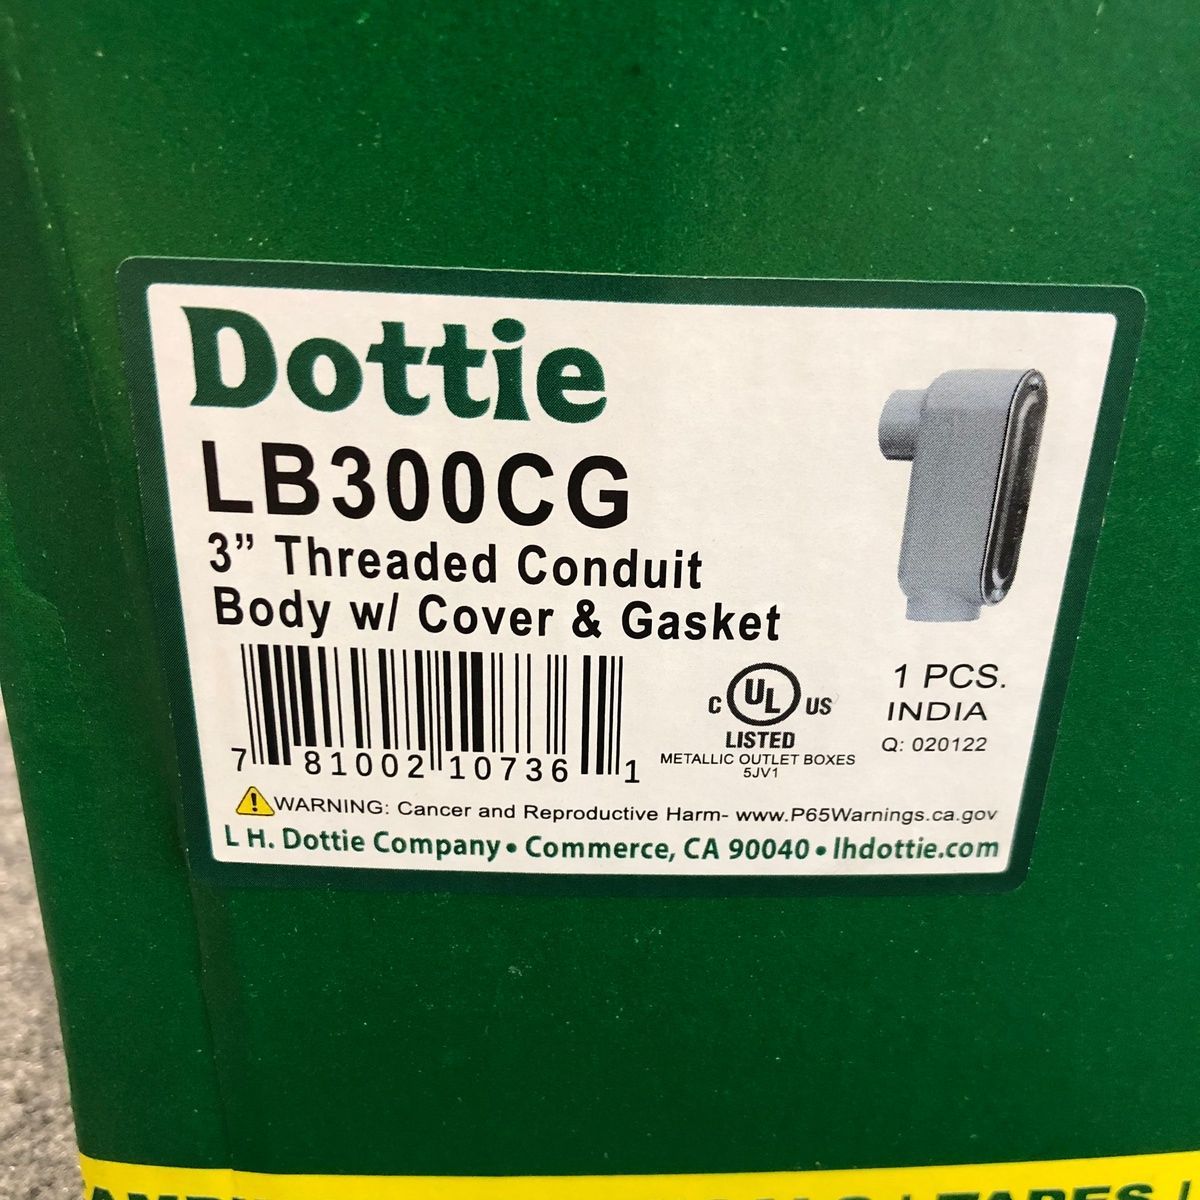 Dottie
LB300CG
3” Threaded Conduit
Body w/ Cover & Gasket
7 81002 10736 1
C UL US
LISTED
METALLIC OUTLET BOXES
5JV1
1 PCS.
INDIA
Q: 020122
WARNING: Cancer and Reproductive Harm- www.P65Warnings.ca.gov
L H. Dottie Company • Commerce, CA 90040 • lhdottie.com